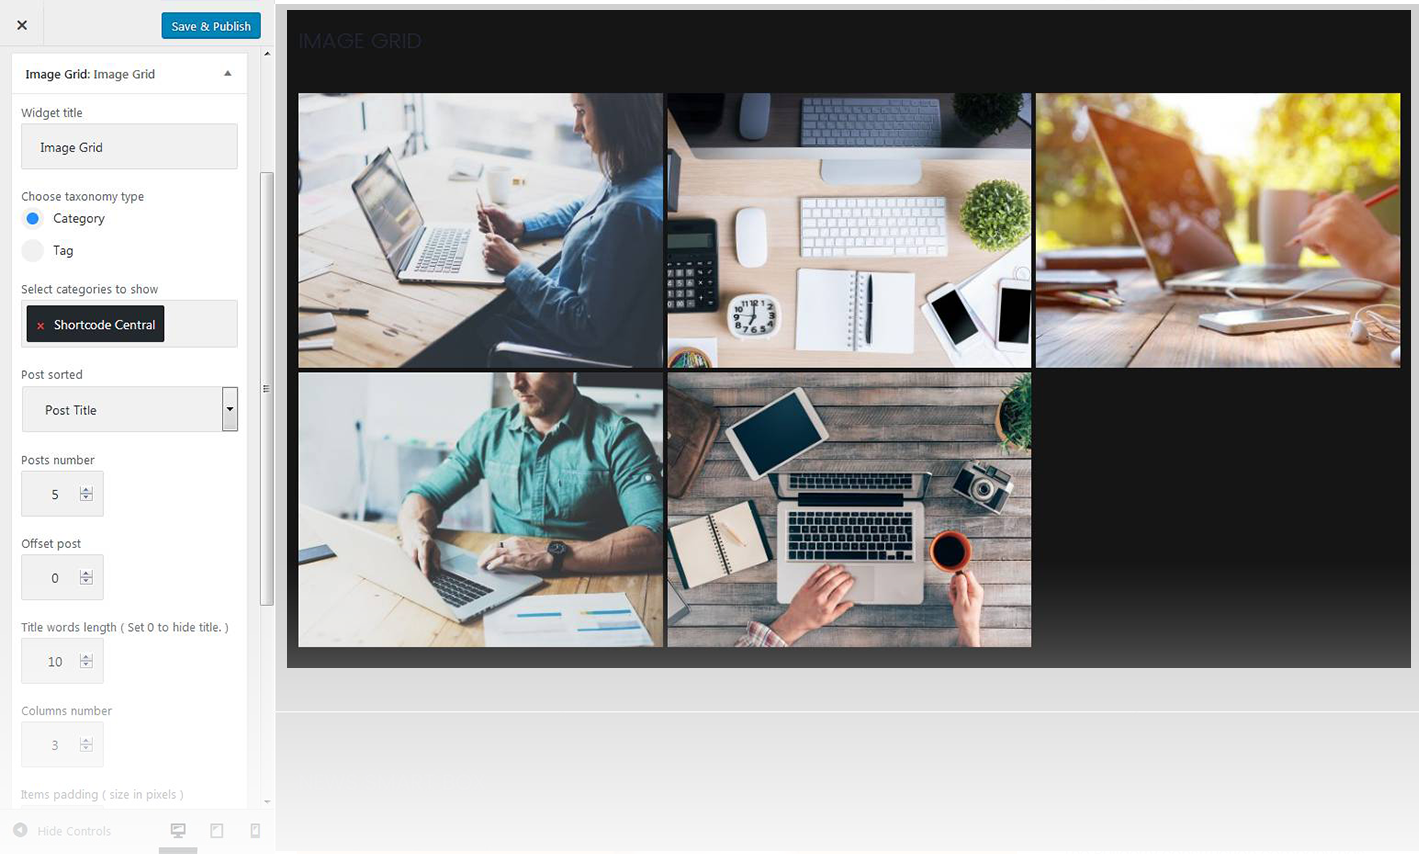 Save & Publish
Image Grid: Image Grid
Widget title
Image Grid
Choose taxonomy type
Category
Tag
Select categories to show
× Shortcode Central
Post sorted
Post Title
Posts number
5
Offset post
0
Title words length ( Set 0 to hide title. )
10
Columns number
3
Items padding ( size in pixels )
Hide Controls
IMAGE GRID